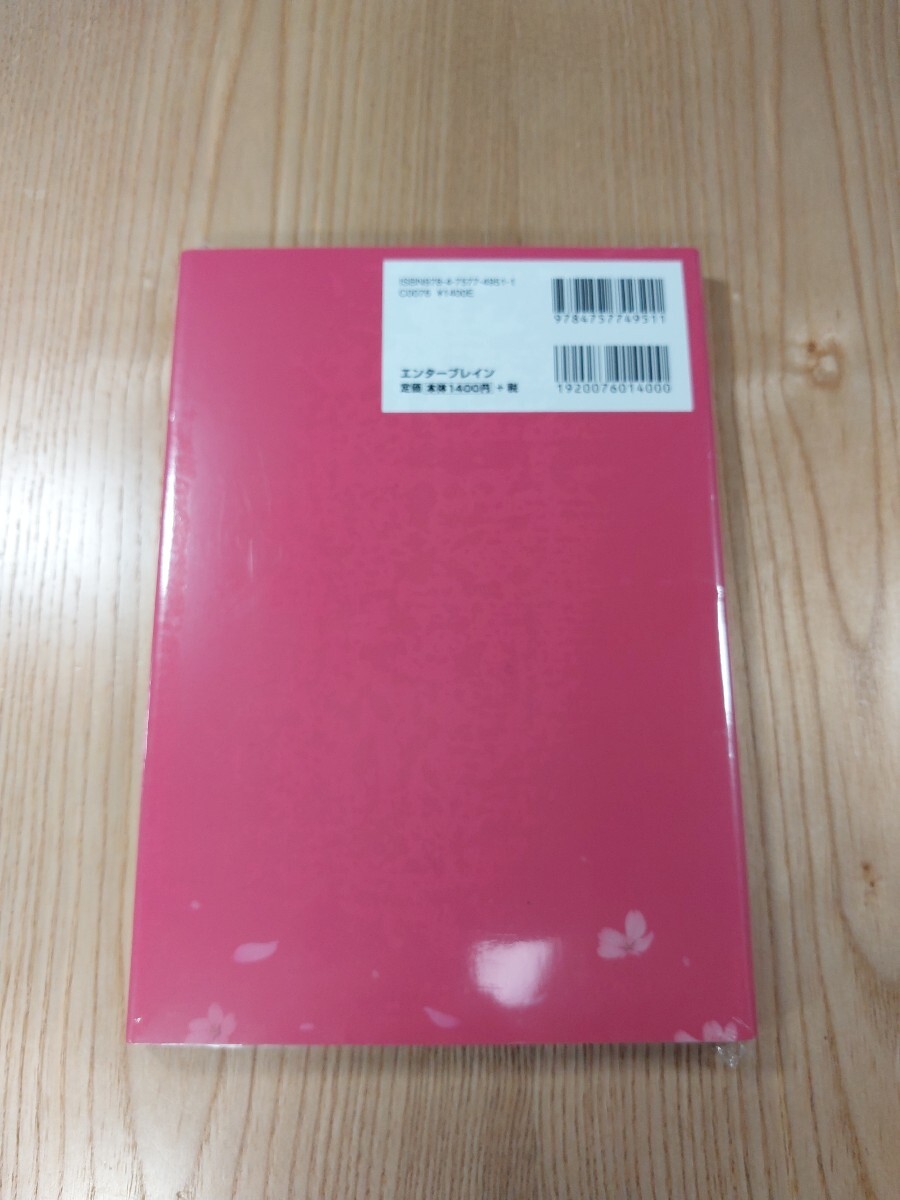 ISBN978-4-7577-4951-1
C0076 ¥1400E
9784757749511
エンターブレイン
定価 本体1400円 +税
1920076014000